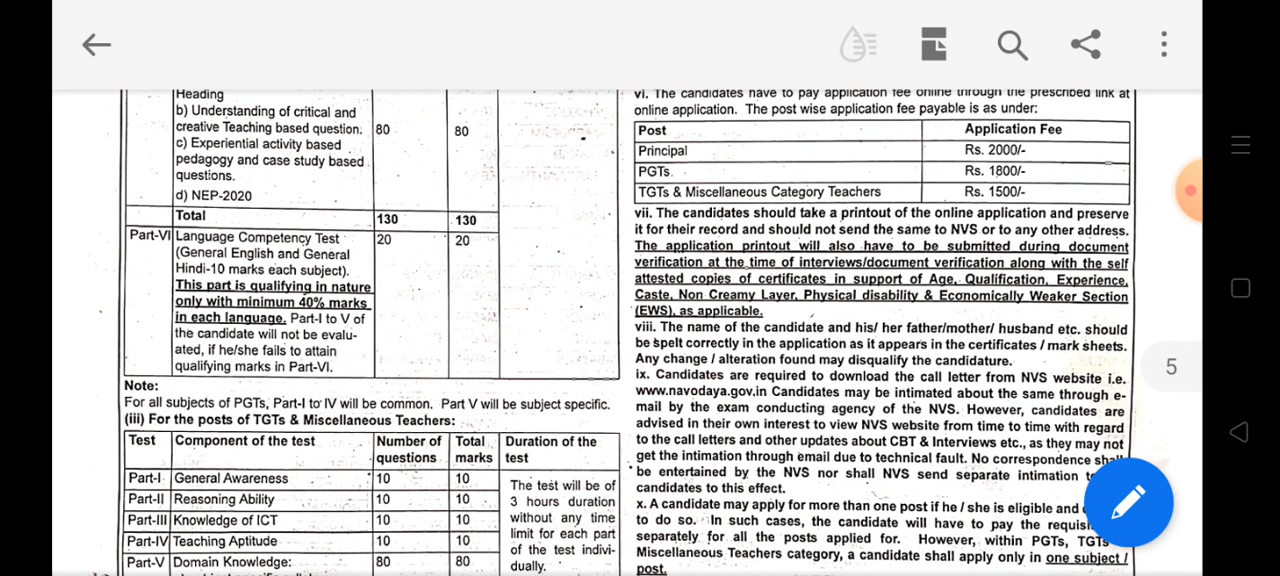 Heading
b) Understanding of critical and
creative Teaching based question.
c) Experiential activity based
pedagogy and case study based
questions.
d) NEP-2020
80
80
Total
130
130
Part-VI
Language Competency Test
(General English and General
Hindi-10 marks each subject).
This part is qualifying in nature
only with minimum 40% marks
in each language. Part-I to V of
the candidate will not be evalu-
ated, if he/she fails to attain
qualifying marks in Part-VI.
20
20
Note:
For all subjects of PGTs, Part-I to IV will be common. Part V will be subject specific.
(iii) For the posts of TGTs & Miscellaneous Teachers:
Test
Component of the test
Number of
questions
Total
marks
Duration of the
test
Part-I General Awareness 10 10
Part-II Reasoning Ability 10 10
Part-III Knowledge of ICT 10 10
Part-IV Teaching Aptitude 10 10
Part-V Domain Knowledge: 80 80
The test will be of
3 hours duration
without any time
limit for each part
of the test indivi-
dually.
vi. The candidates have to pay application fee online through the prescribed link at
online application. The post wise application fee payable is as under:
Post Application Fee
Principal Rs. 2000/-
PGTs. Rs. 1800/-
TGTs & Miscellaneous Category Teachers Rs. 1500/-
vii. The candidates should take a printout of the online application and preserve
it for their record and should not send the same to NVS or to any other address.
The application printout will also have to be submitted during document
verification at the time of interviews/document verification along with the self
attested copies of certificates in support of Age, Qualification, Experience,
Caste, Non Creamy Layer, Physical disability & Economically Weaker Section
(EWS), as applicable.
viii. The name of the candidate and his/ her father/mother/ husband etc. should
be spelt correctly in the application as it appears in the certificates / mark sheets.
Any change / alteration found may disqualify the candidature.
ix. Candidates are required to download the call letter from NVS website i.e.
www.navodaya.gov.in Candidates may be intimated about the same through e-
mail by the exam conducting agency of the NVS. However, candidates are
advised in their own interest to view NVS website from time to time with regard
to the call letters and other updates about CBT & Interviews etc., as they may not
get the intimation through email due to technical fault. No correspondence shall
be entertained by the NVS nor shall NVS send separate intimation
candidates to this effect.
x. A candidate may apply for more than one post if he / she is eligible and
to do so. In such cases, the candidate will have to pay the
separately for all the posts applied for. However, within PGTs, TGTs
Miscellaneous Teachers category, a candidate shall apply only in one subject /
post.
5